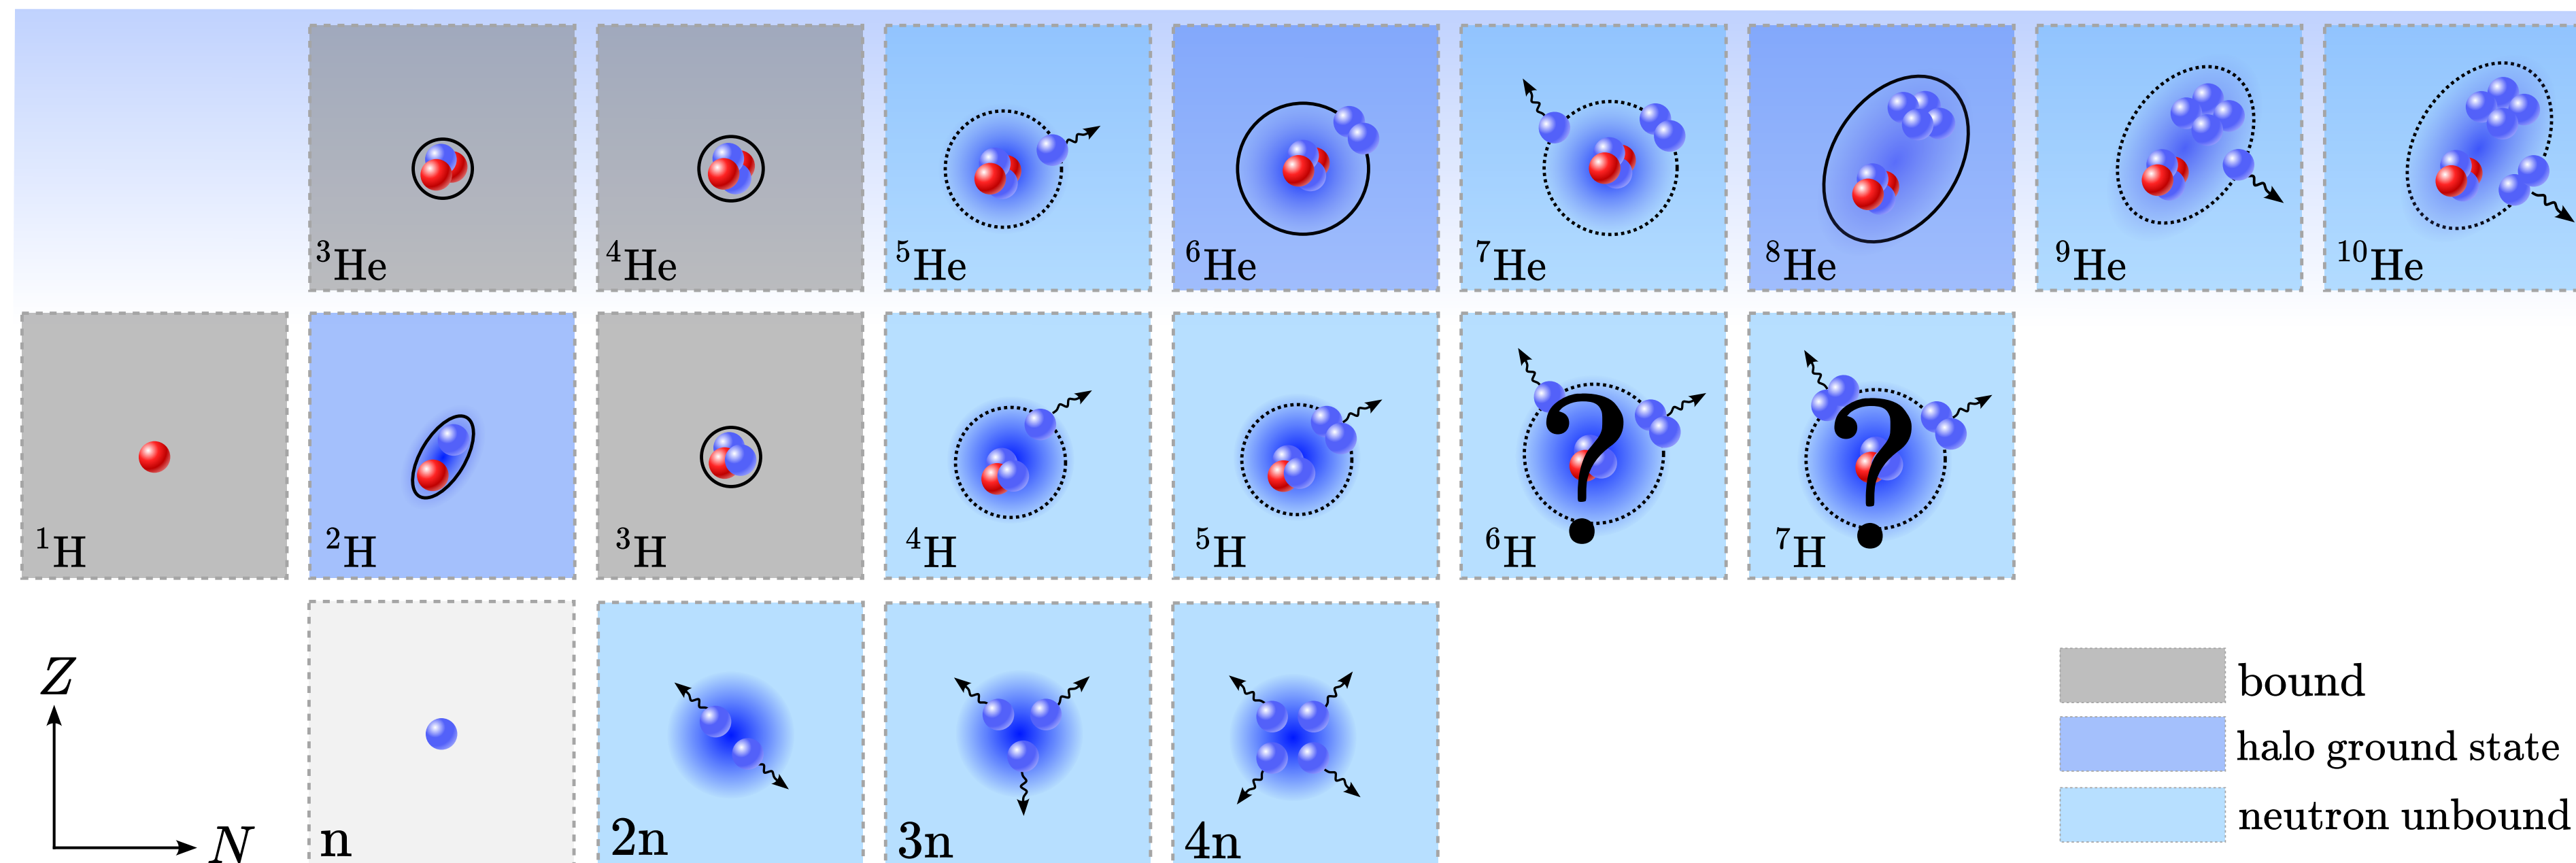 ³He ⁴He ⁵He ⁶He ⁷He ⁸He ⁹He ¹⁰He
? ?
¹H ²H ³H ⁴H ⁵H ⁶H ⁷H
Z
bound
halo ground state
neutron unbound
N n 2n 3n 4n